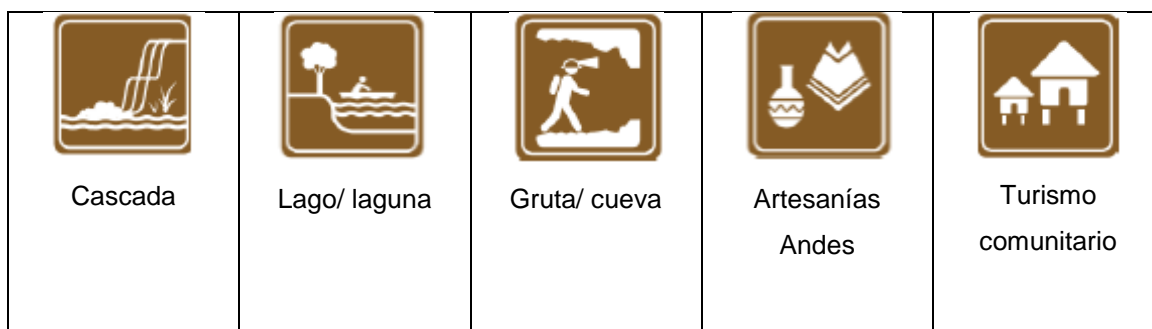 Cascada
Lago/ laguna
Gruta/ cueva
Artesanías
Andes
Turismo
comunitario